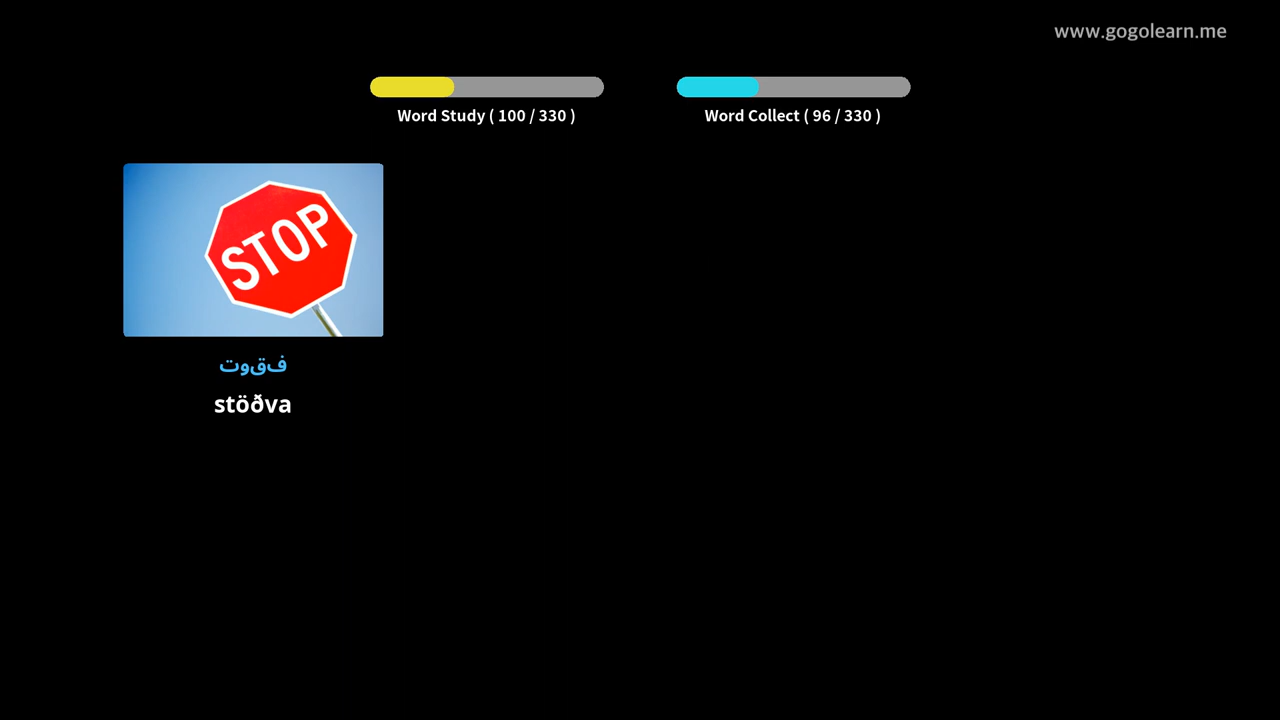 www.gogolearn.me
Word Study ( 100 / 330 )
Word Collect ( 96 / 330 )
STOP
فقوت
stöðva